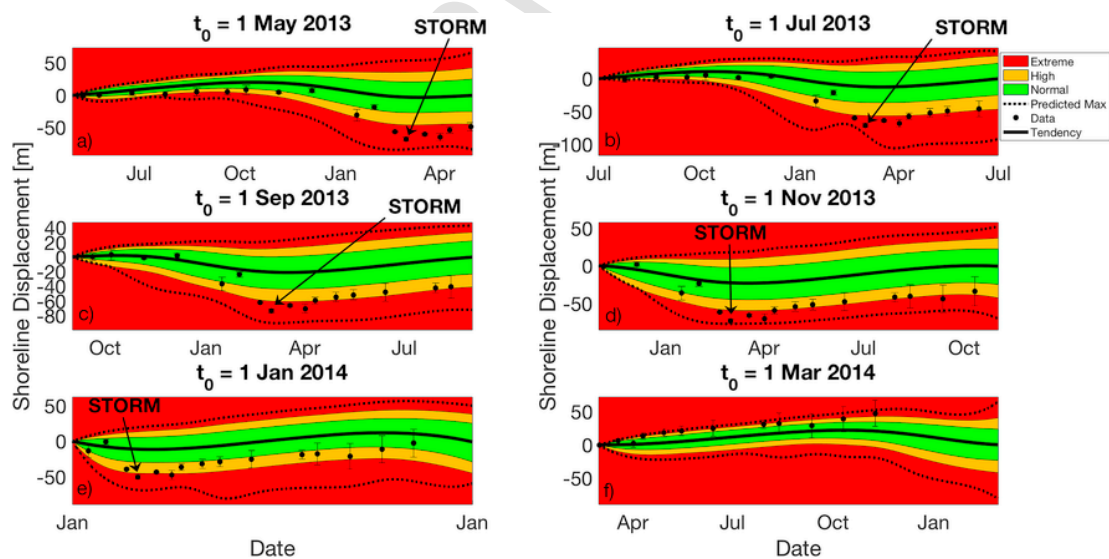 t0 = 1 May 2013
STORM
50
0
-50
a)
Jul
Oct
Jan
Apr
t0 = 1 Jul 2013
STORM
50
0
-50
-100
b)
Jul
Oct
Jan
Apr
Jul
Extreme
High
Normal
Predicted Max
Data
Tendency
t0 = 1 Sep 2013
STORM
40
20
0
-20
-40
-60
-80
c)
Oct
Jan
Apr
Jul
t0 = 1 Nov 2013
STORM
50
0
-50
d)
Jan
Apr
Jul
Oct
t0 = 1 Jan 2014
STORM
50
0
-50
e)
Jan
Jan
Date
t0 = 1 Mar 2014
50
0
-50
f)
Apr
Jul
Oct
Jan
Date
Shoreline Displacement [m]
Shoreline Displacement [m]